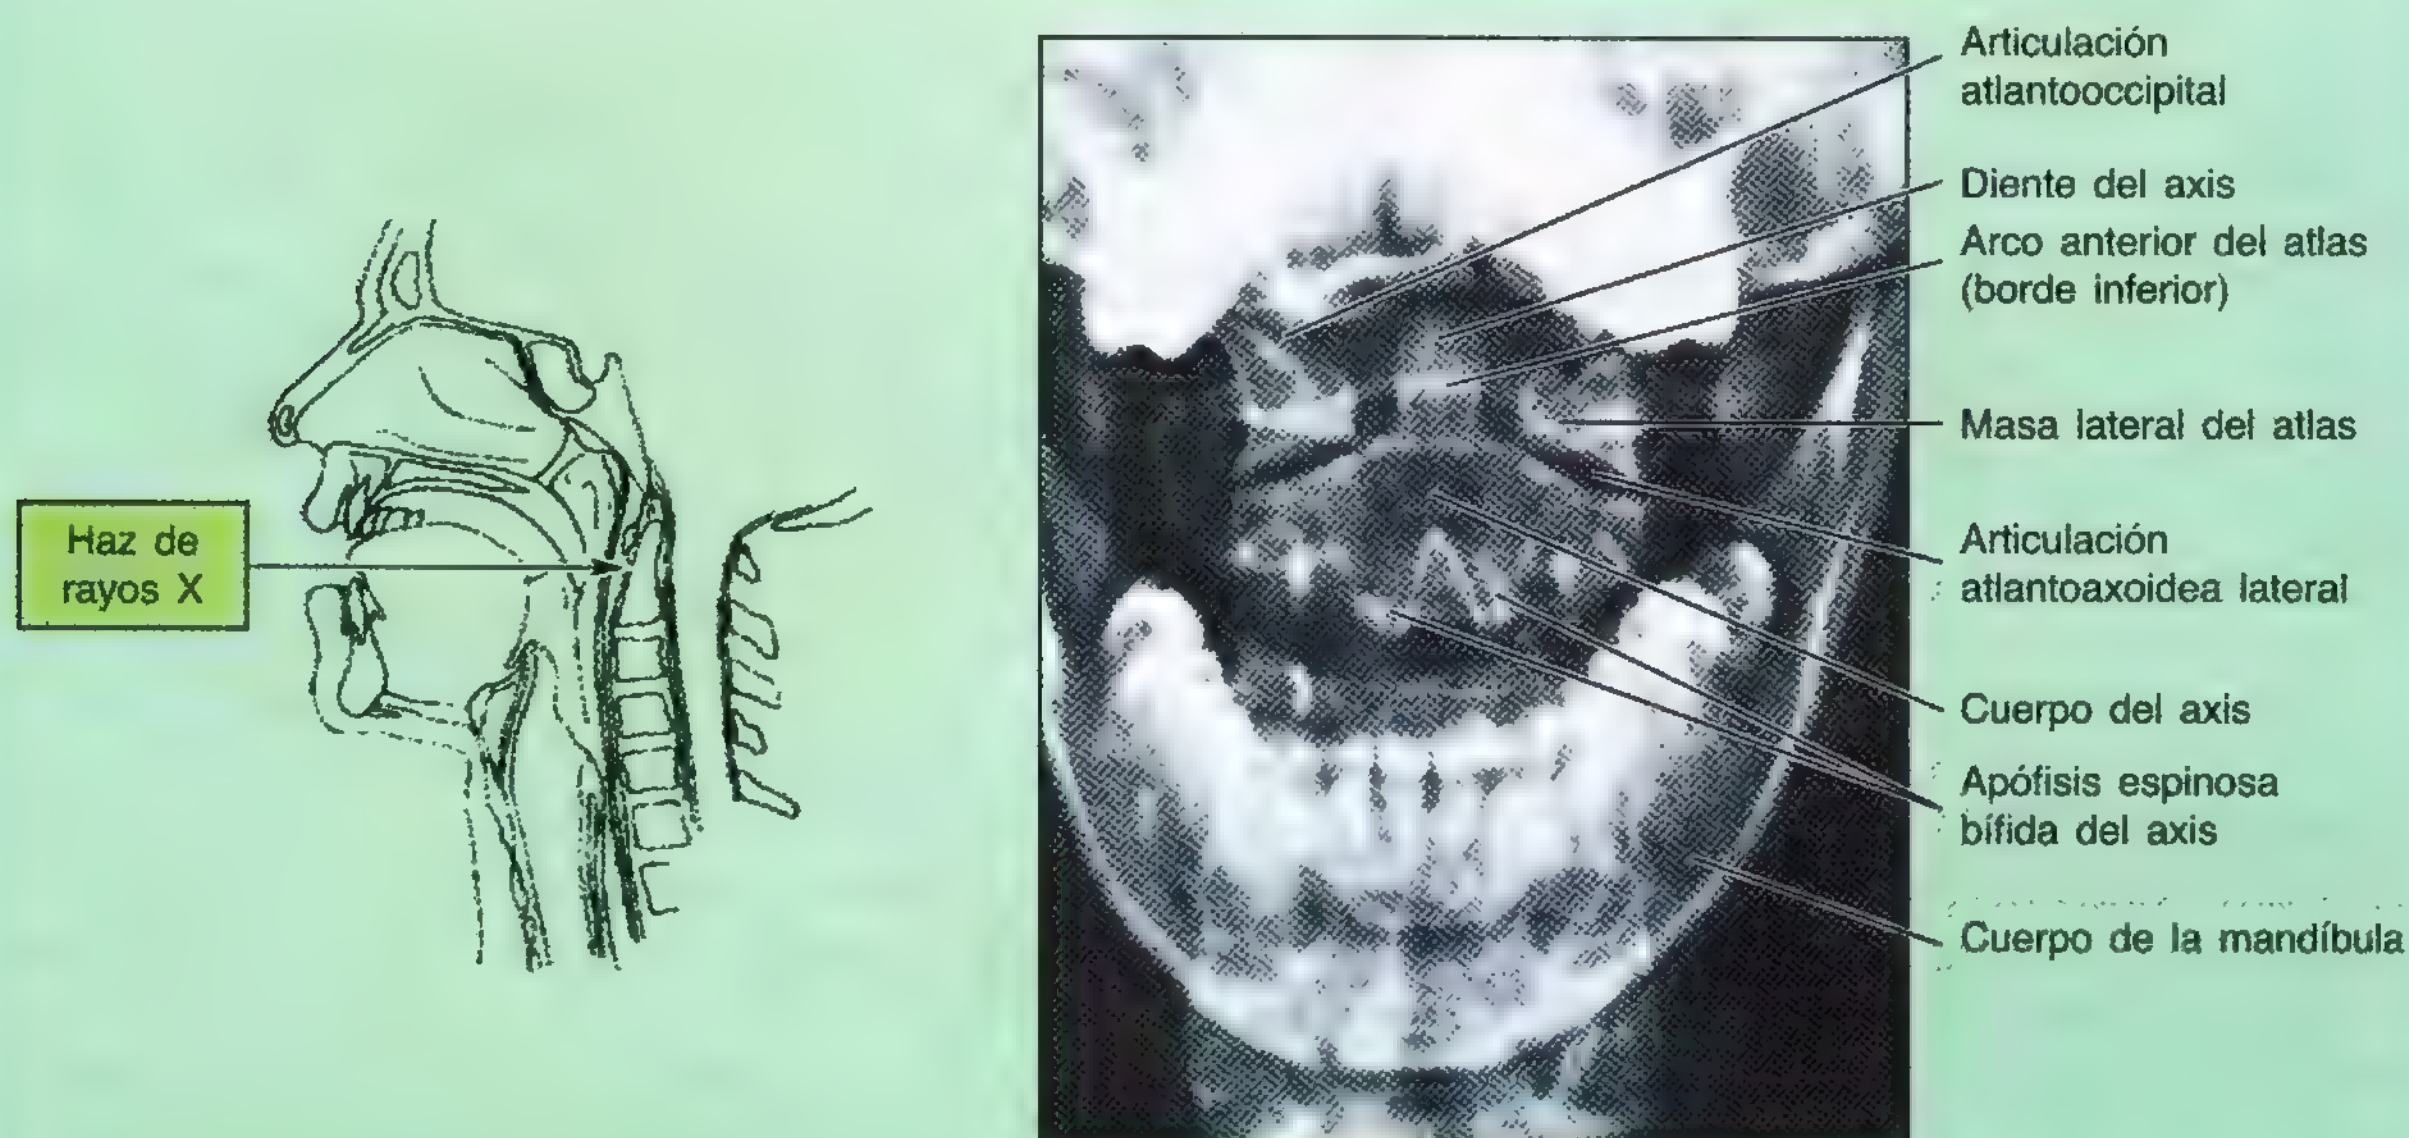 Haz de
rayos X
Articulación
atlantooccipital
Diente del axis
Arco anterior del atlas
(borde inferior)
Masa lateral del atlas
Articulación
atlantoaxoidea lateral
Cuerpo del axis
Apófisis espinosa
bífida del axis
Cuerpo de la mandíbula